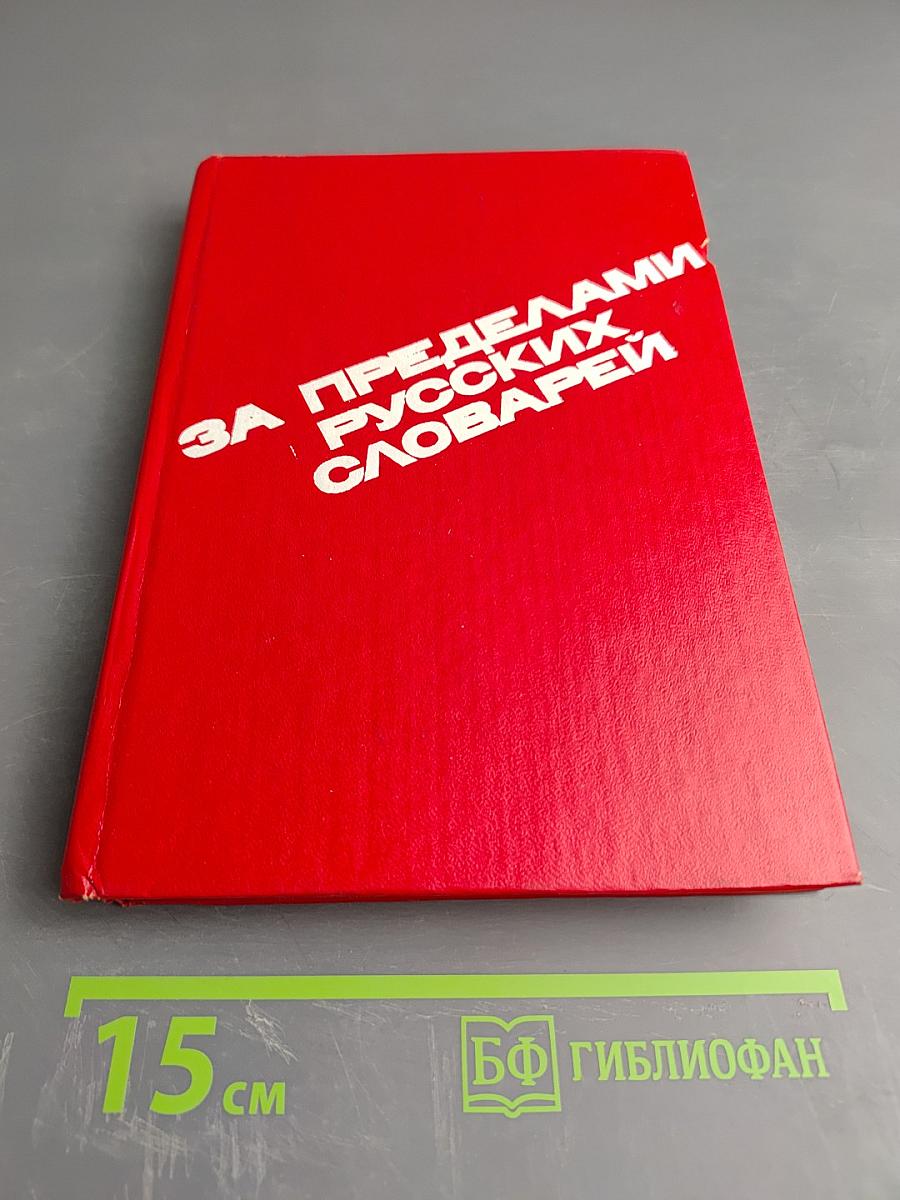 ЗА ПРЕДЕЛАМИ
РУССКИХ
СЛОВАРЕЙ
15 см
БФ ГИБЛИОФАН